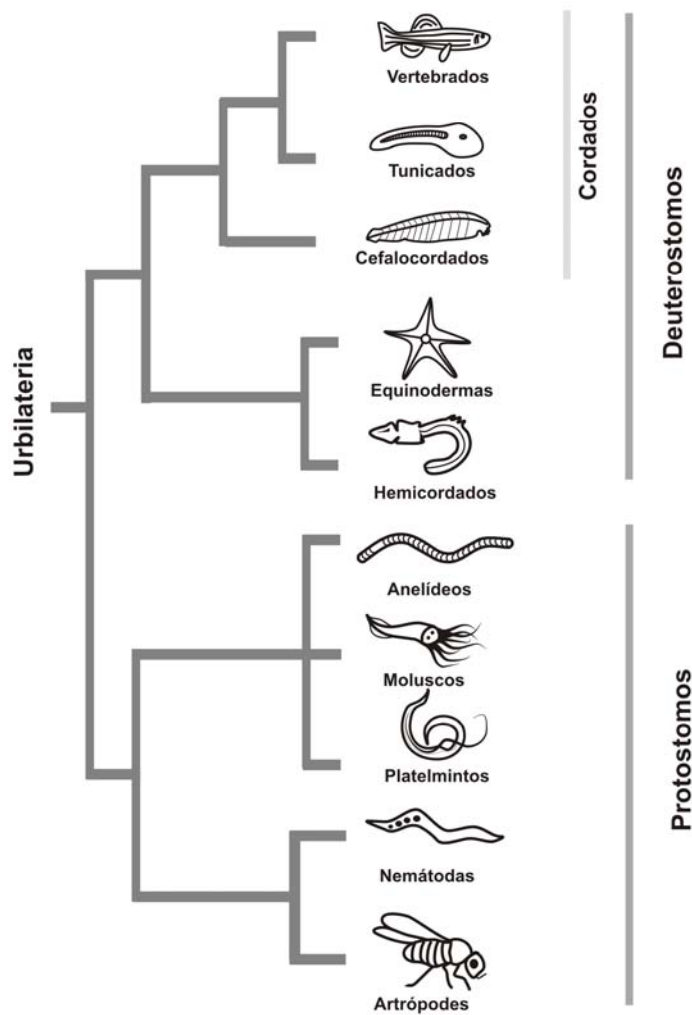 Vertebrados
Tunicados
Cefalocordados
Equinodermas
Hemicordados
Anelídeos
Moluscos
Platelmintos
Nemátodas
Artrópodes
Urbilateria
Cordados
Deuterostomos
Protostomos